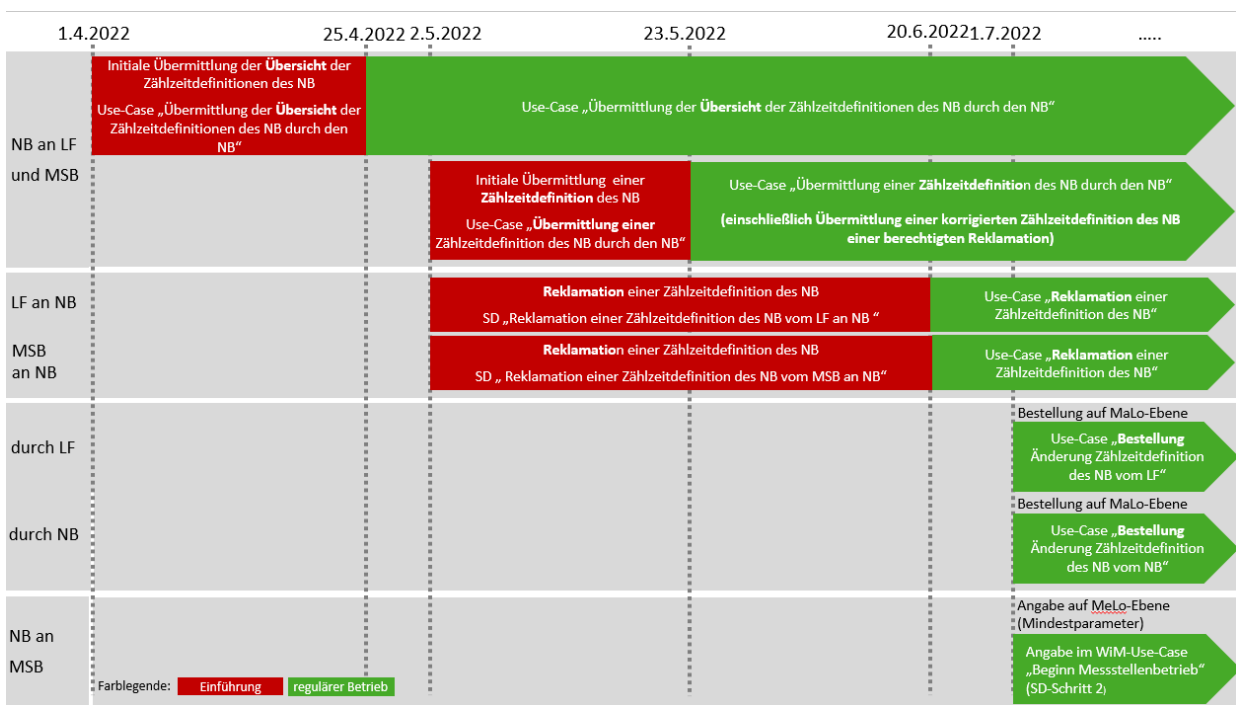 1.4.2022
25.4.2022
2.5.2022
23.5.2022
20.6.2022
1.7.2022
.....
NB an LF
und MSB
Initiale Übermittlung der Übersicht der
Zählzeitdefinitionen des NB
Use-Case „Übermittlung der Übersicht der
Zählzeitdefinitionen des NB durch den
NB“
Use-Case „Übermittlung der Übersicht der Zählzeitdefinitionen des NB durch den NB“
Initiale Übermittlung einer
Zählzeitdefinition des NB
Use-Case „Übermittlung einer
Zählzeitdefinition des NB durch den NB“
Use-Case „Übermittlung einer Zählzeitdefinition des NB durch den NB“
(einschließlich Übermittlung einer korrigierten Zählzeitdefinition des NB
einer berechtigten Reklamation)
LF an NB
Reklamation einer Zählzeitdefinition des NB
SD „Reklamation einer Zählzeitdefinition des NB vom LF an NB “
Use-Case „Reklamation einer
Zählzeitdefinition des NB“
MSB
an NB
Reklamation einer Zählzeitdefinition des NB
SD „ Reklamation einer Zählzeitdefinition des NB vom MSB an NB“
Use-Case „Reklamation einer
Zählzeitdefinition des NB“
durch LF
Bestellung auf MaLo-Ebene
Use-Case „Bestellung
Änderung Zählzeitdefinition
des NB vom LF“
durch NB
Bestellung auf MaLo-Ebene
Use-Case „Bestellung
Änderung Zählzeitdefinition
des NB vom NB“
NB an
MSB
Angabe auf MeLo-Ebene
(Mindestparameter)
Angabe im WiM-Use-Case
„Beginn Messstellenbetrieb“
(SD-Schritt 2)
Farblegende:
Einführung
regulärer Betrieb